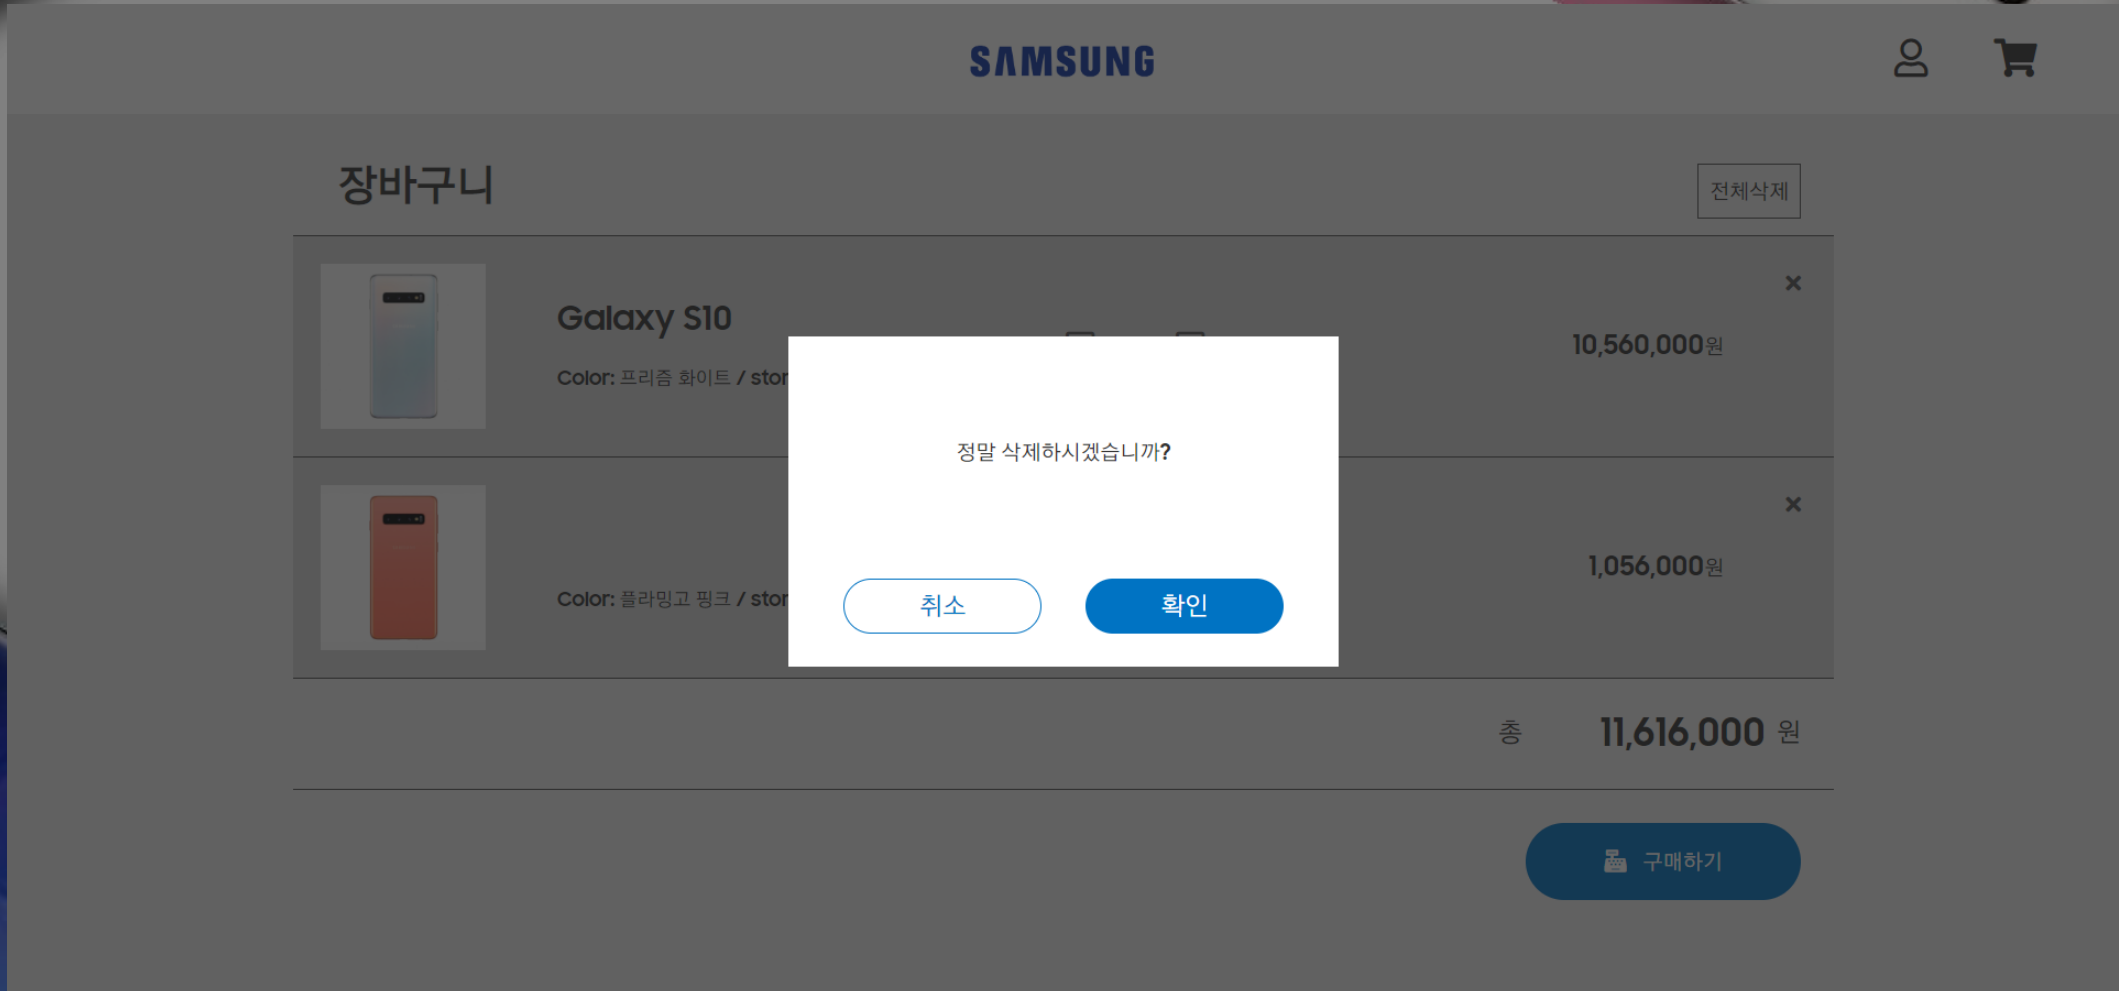 SAMSUNG
장바구니
전체삭제
Galaxy S10
10,560,000원
Color: 프리즘 화이트 / stor
정말 삭제하시겠습니까?
1,056,000원
Color: 플라밍고 핑크 / stor
취소
확인
총 11,616,000 원
구매하기